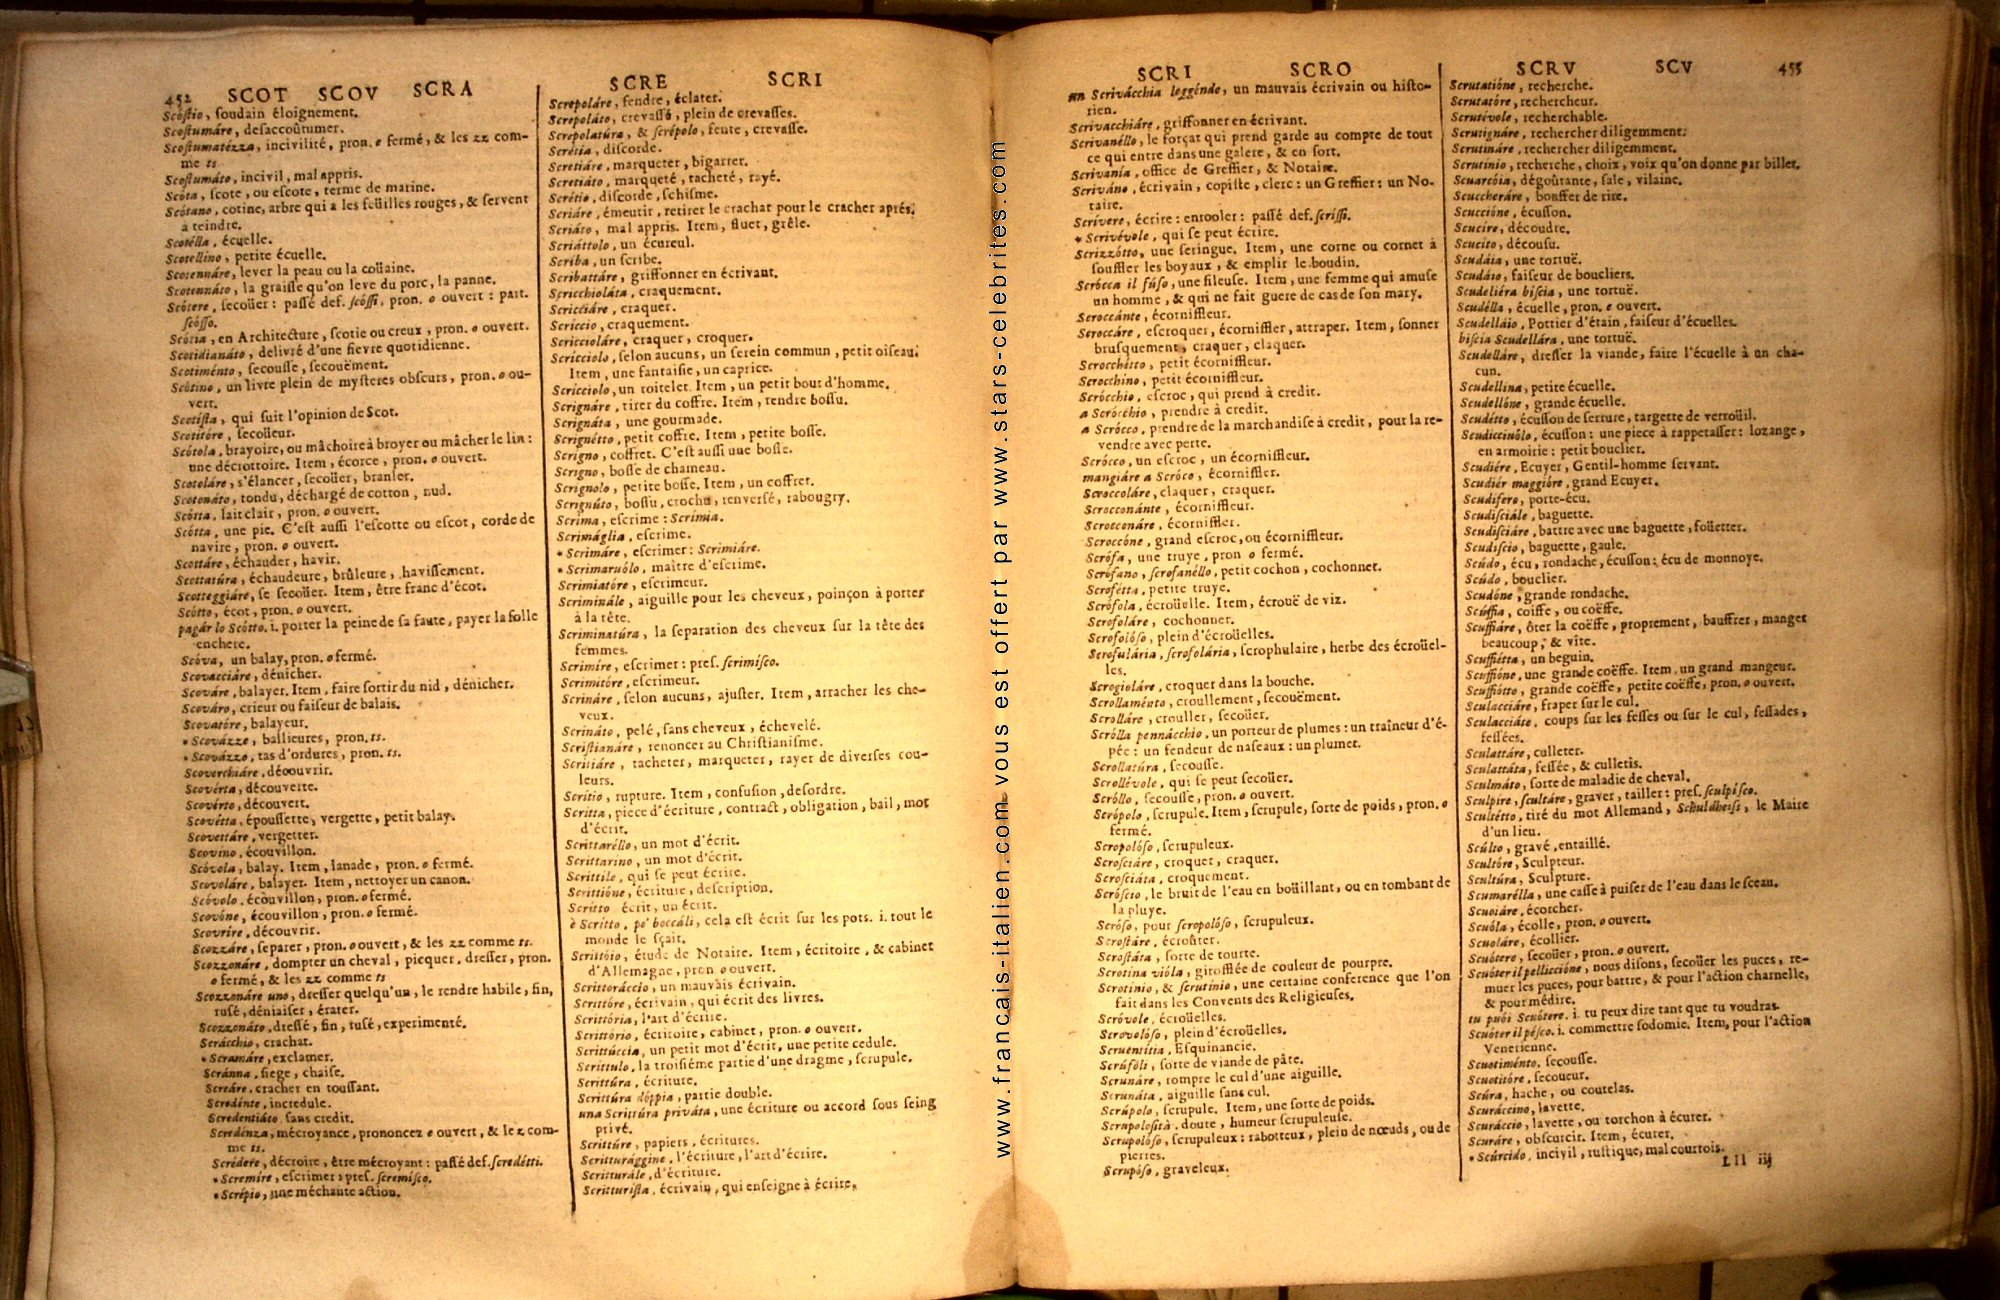 452 SCOT SCOV SCRA
Scóstio, soudain éloignement.
Scostumáre, desaccoûtumer.
Scostumatézza, incivilité, pron. o fermé, & les zz com-
me ts
Scostumáto, incivil, mal appris.
Scóta, scote, ou escote, terme de marine.
Scótano, cotine, arbre qui a les feüilles rouges, & servent
à teindre.
Scotélla, écuelle.
Scotellino, petite écuelle.
Scotennáre, lever la peau ou la coüaine.
Scotennáto, la graisse qu'on leve du porc, la panne.
Scótere, secoüer: passé def. scóssi, pron. o ouvert: part.
scósso.
Scótia, en Architecture, scotie ou creux, pron. o ouvert.
Scotidianáto, delivré d'une fievre quotidienne.
Scotiménto, secousse, secouëment.
Scótino, un livre plein de mysteres obscurs, pron. o ou-
vert.
Scotísta, qui suit l'opinion de Scot.
Scotitóre, secoüeur.
Scótola, brayoire, ou mâchoire à broyer ou mâcher le lin:
une décrottoire. Item, écorce, pron. o ouvert.
Scotoláre, s'élancer, secoüer, branler.
Scotonáto, tondu, déchargé de cotton, nud.
Scótta, lait clair, pron. o ouvert.
Scótta, une pie. C'est aussi l'escotte ou escot, corde de
navire, pron. o ouvert.
Scottáre, échauder, havir.
Scottatúra, échaudeure, brûleure, havissement.
Scotteggiáre, se secoüer. Item, être franc d'écot.
Scótto, écot, pron. o ouvert.
pagár lo Scótto. i. porter la peine de sa faute, payer la folle
enchere.
Scóva, un balay, pron. o fermé.
Scovacciáre, dénicher.
Scováre, balayer. Item, faire sortir du nid, dénicher.
Scováro, crieur ou faiseur de balais.
Scovatóre, balayeur.
* Scovázze, ballieures, pron. ts.
* Scovázzo, tas d'ordures, pron. ts.
Scoverchiáre, découvrir.
Scovérta, découverte.
Scovérto, découvert.
Scovétta, époussette, vergette, petit balay.
Scovettáre, vergetter.
Scovino, écouvillon.
Scóvola, balay. Item, lanade, pron. o fermé.
Scovoláre, balayer. Item, nettoyer un canon.
Scóvolo, écouvillon, pron. o fermé.
Scovóne, écouvillon, pron. o fermé.
Scovrire, découvrir.
Scozzáre, separer, pron. o ouvert, & les zz comme ts.
Scozzonáre, dompter un cheval, picquer, dresser, pron.
o fermé, & les zz comme ts
Scozzonáre uno, dresser quelqu'un, le rendre habile, fin,
rusé, déniaiser, érater.
Scozzonáto, dressé, fin, rusé, experimenté.
Scrácchio, crachat.
* Scramáre, exclamer.
Scránna, siege, chaise.
Screáre, cracher en toussant.
Scredénte, incredule.
Scredentiáto, sans credit.
Scredénza, mécroyance, prononcez e ouvert, & le z com-
me ts.
Scrédere, décroire, être mécroyant: passé def. scredétti.
* Scremíre, escrimer: pres. scremisco.
* Scrépio, une méchante action.
SCRE SCRI
Screpoláre, fendre, éclater.
Screpoláto, crevassé, plein de crevasses.
Screpolatúra, & scrépolo, fente, crevasse.
Scrétia, discorde.
Scretiáre, marqueter, bigarrer.
Scretiáto, marqueté, tacheté, rayé.
Scrétio, discorde, schisme.
Scriáre, émeutir, retirer le crachat pour le cracher aprés.
Scriáto, mal appris. Item, fluet, grêle.
Scriáttolo, un écureul.
Scriba, un scribe.
Scribattáre, griffonner en écrivant.
Scricchioláta, craquement.
Scricciáre, craquer.
Scriccio, craquement.
Scriccioláre, craquer, croquer.
Scricciolo, selon aucuns, un serein commun, petit oiseau.
Item, une fantaisie, un caprice.
Scricciolo, un roitelet. Item, un petit bout d'homme.
Scrignáre, tirer du coffre. Item, rendre bossu.
Scrignáta, une gourmade.
Scrignétto, petit coffre. Item, petite bosse.
Scrigno, coffret. C'est aussi une bosse.
Scrigno, bosse de chameau.
Scrignolo, petite bosse. Item, un coffret.
Scrignúto, bossu, crochu, renversé, rabougry.
Scrima, escrime: Scrimia.
Scrimáglia, escrime.
* Scrimáre, escrimer: Scrimiáre.
* Scrimaruólo, maître d'escrime.
Scrimiatóre, escrimeur.
Scriminále, aiguille pour les cheveux, poinçon à porter
à la tête.
Scriminatúra, la separation des cheveux sur la tête des
femmes.
Scrimíre, escrimer: pres. scrimisco.
Scrimitóre, escrimeur.
Scrináre, selon aucuns, ajuster. Item, arracher les che-
veux.
Scrináto, pelé, sans cheveux, échevelé.
Scristianáre, renoncer au Christianisme.
Scritiáre, tacheter, marqueter, rayer de diverses cou-
leurs.
Scritio, rupture. Item, confusion, desordre.
Scritta, piece d'écriture, contract, obligation, bail, mot
d'écrit.
Scrittaréllo, un mot d'écrit.
Scrittarino, un mot d'écrit.
Scrittile, qui se peut écrire.
Scrittióne, écriture, description.
Scritto écrit, un écrit.
è Scritto, pe' boccáli, cela est écrit sur les pots. i. tout le
monde le sçait.
Scrittóio, étude de Notaire. Item, écritoire, & cabinet
d'Allemagne, pron. o ouvert.
Scrittoráccio, un mauvais écrivain.
Scrittóre, écrivain, qui écrit des livres.
Scrittória, l'art d'écrire.
Scrittório, écritoire, cabinet, pron. o ouvert.
Scrittúccia, un petit mot d'écrit, une petite cedule.
Scrittulo, la troisiéme partie d'une dragme, scrupule.
Scrittúra, écriture.
Scrittúra dóppia, partie double.
una Scrittúra priváta, une écriture ou accord sous seing
privé.
Scrittúre, papiers, écritures.
Scritturággine, l'écriture, l'art d'écrire.
Scritturále, d'écriture.
Scritturista, écrivain, qui enseigne à écrire.
www.francais-italien.com vous est offert par www.stars-celebrites.com
SCRI SCRO
un Scrivácchia leggénde, un mauvais écrivain ou histo-
rien.
Scrivacchiáre, griffonner en écrivant.
Scrivanéllo, le forçat qui prend garde au compte de tout
ce qui entre dans une galere, & en sort.
Scrivanía, office de Greffier, & Notaire.
Scriváno, écrivain, copiste, clerc: un Greffier: un No-
taire.
Scrivere, écrire: enrooler: passé def. scrissi.
* Scrivévole, qui se peut écrire.
Scrizzótto, une seringue. Item, une corne ou cornet à
souffler les boyaux, & emplir le boudin.
Scrócca il fúso, une fileuse. Item, une femme qui amuse
un homme, & qui ne fait guere de cas de son mary.
Scroccánte, écornifleur.
Scroccáre, escroquer, écorniffler, attraper. Item, sonner
brusquement, craquer, claquer.
Scrocchétto, petit écorniffleur.
Scrocchino, petit écorniffleur.
Scrócchio, escroc, qui prend à credit.
a Scrócchio, prendre à credit.
a Scrócco, prendre de la marchandise à credit, pour la re-
vendre avec perte.
Scrócco, un escroc, un écorniffleur.
mangiáre a Scróco, écorniffler.
Scroccoláre, claquer, craquer.
Scrocconánte, écorniffleur.
Scrocconáre, écorniffler.
Scroccóne, grand escroc, ou écorniffleur.
Scrófa, une truye, pron o fermé.
Scrófano, scrofanéllo, petit cochon, cochonnet.
Scrofétta, petite truye.
Scrófola, écroüelle. Item, écrouë de viz.
Scrofoláre, cochonner.
Scrofolóso, plein d'écroüelles.
Scrofulária, scrofolária, scrophulaire, herbe des écroüel-
les.
Scrogioláre, croquer dans la bouche.
Scrollaménto, croullement, secouëment.
Scrolláre, crouller, secoüer.
Scrólla pennácchio, un porteur de plumes: un traîneur d'é-
pée: un fendeur de naseaux: un plumet.
Scrollatúra, secousse.
Scrollévole, qui se peut secoüer.
Scróllo, secousse, pron. o ouvert.
Scrópolo, scrupule. Item, scrupule, sorte de poids, pron. o
fermé.
Scropolóso, scrupuleux.
Scrosciáre, croquer, craquer.
Scrosciáta, croquement.
Scróscio, le bruit de l'eau en boüillant, ou en tombant de
la pluye.
Scróso, pour scropolóso, scrupuleux.
Scrostáre, écroûter.
Scrostáta, sorte de tourte.
Scrotina vióla, girofflée de couleur de pourpre.
Scrotinio, & scrutinio, une certaine conference que l'on
fait dans les Convents des Religieuses.
Scróvole, écroüelles.
Scrovolóso, plein d'écroüelles.
Scruentítia, Esquinancie.
Scrúfoli, sorte de viande de pâte.
Scrunáre, rompre le cul d'une aiguille.
Scrunáta, aiguille sans cul.
Scrúpolo, scrupule. Item, une sorte de poids.
Scrupolosità, doute, humeur scrupuleuse.
Scrupolóso, scrupuleux: rabotteux, plein de nœuds, ou de
pierres.
Scrupóso, graveleux.
SCRV SCV 455
Scrutatióne, recherche.
Scrutatóre, rechercheur.
Scrutévole, recherchable.
Scrutignáre, rechercher diligemment.
Scrutináre, rechercher diligemment.
Scrutinio, recherche, choix, voix qu'on donne par billet.
Scuarcóia, dégoûtante, sale, vilaine.
Scuccheráre, bouffer de rire.
Scuccióne, écusson.
Scucire, découdre.
Scucito, décousu.
Scudáia, une tortuë.
Scudáio, faiseur de boucliers.
Scudeliéra biscia, une tortuë.
Scudélla, écuelle, pron. o ouvert.
Scudelláio, Pottier d'étain, faiseur d'écuelles.
biscia Scudellára, une tortuë.
Scudelláre, dresser la viande, faire l'écuelle à un cha-
cun.
Scudellina, petite écuelle.
Scudellóne, grande écuelle.
Scudétto, écusson de serrure, targette de verroüil.
Scudicciuólo, écusson: une piece à rappetasser: lozange,
en armoirie: petit bouclier.
Scudiére, Ecuyer, Gentil-homme servant.
Scudiér maggióre, grand Ecuyer.
Scudifero, porte-écu.
Scudisciále, baguette.
Scudisciáre, battre avec une baguette, foüetter.
Scudiscio, baguette, gaule.
Scúdo, écu, rondache, écusson: écu de monnoye.
Scúdo, bouclier.
Scudóne, grande rondache.
Scúffia, coiffe, ou coëffe.
Scuffiáre, ôter la coëffe, proprement, bauffrer, manger
beaucoup, & vîte.
Scuffiétta, un beguin.
Scuffióne, une grande coëffe. Item, un grand mangeur.
Scuffiótto, grande coëffe, petite coëffe, pron. o ouvert.
Sculacciáre, fraper sur le cul.
Sculacciáte, coups sur les fesses ou sur le cul, fessades,
fessées.
Sculattáre, culleter.
Sculattáta, fessée, & culletis.
Sculmáto, sorte de maladie de cheval.
Sculpire, scultáre, graver, tailler: pres. sculpisco.
Scultétto, tiré du mot Allemand, Schuldheiss, le Maire
d'un lieu.
Scúlto, gravé, entaillé.
Scultóre, Sculpteur.
Scultúra, Sculpture.
Scumarélla, une casse à puiser de l'eau dans le sceau.
Scuoiáre, écorcher.
Scuóla, écolle, pron. o ouvert.
Scuoláre, écollier.
Scuótere, secoüer, pron. o ouvert.
Scuóter il pelliccióne, nous disons, secoüer les puces, re-
muer les puces, pour battre, & pour l'action charnelle,
& pour médire.
tu puói Scuótere. i. tu peux dire tant que tu voudras.
Scuóter il pésco. i. commettre sodomie. Item, pour l'action
Venerienne.
Scuotiménto, secousse.
Scuotitóre, secoueur.
Scúra, hache, ou coutelas.
Scuráccino, lavette.
Scuráccio, lavette, ou torchon à écurer.
Scuráre, obscurcir. Item, écurer.
* Scúrcido, incivil, rustique, mal courtois.
Lll iij